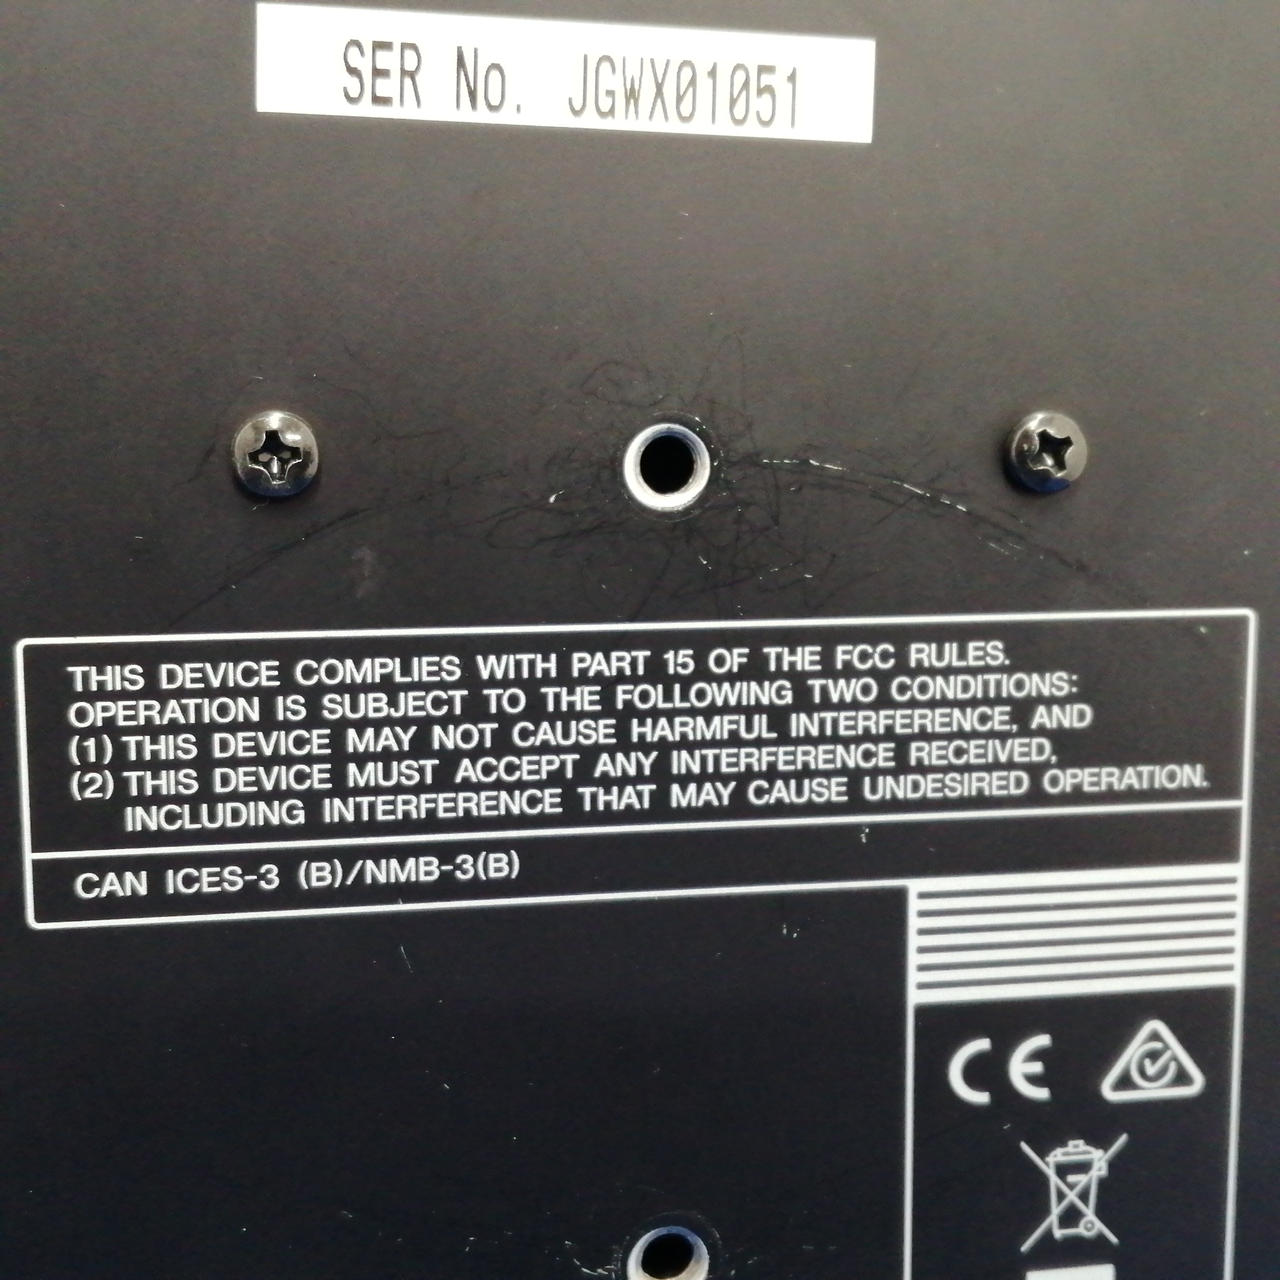 SER No. JGWX01051
THIS DEVICE COMPLIES WITH PART 15 OF THE FCC RULES.
OPERATION IS SUBJECT TO THE FOLLOWING TWO CONDITIONS:
(1) THIS DEVICE MAY NOT CAUSE HARMFUL INTERFERENCE, AND
(2) THIS DEVICE MUST ACCEPT ANY INTERFERENCE RECEIVED,
INCLUDING INTERFERENCE THAT MAY CAUSE UNDESIRED OPERATION.
CAN ICES-3 (B)/NMB-3(B)
CE